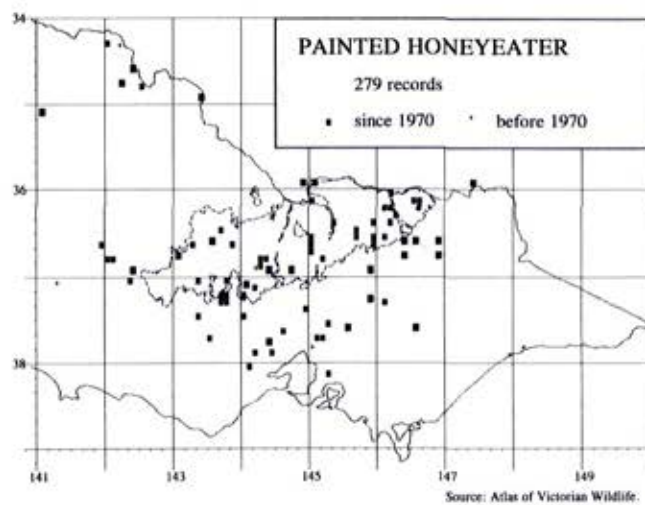 PAINTED HONEYEATER
279 records
since 1970 before 1970
34
36
38
141 143 145 147 149
Source: Atlas of Victorian Wildlife.